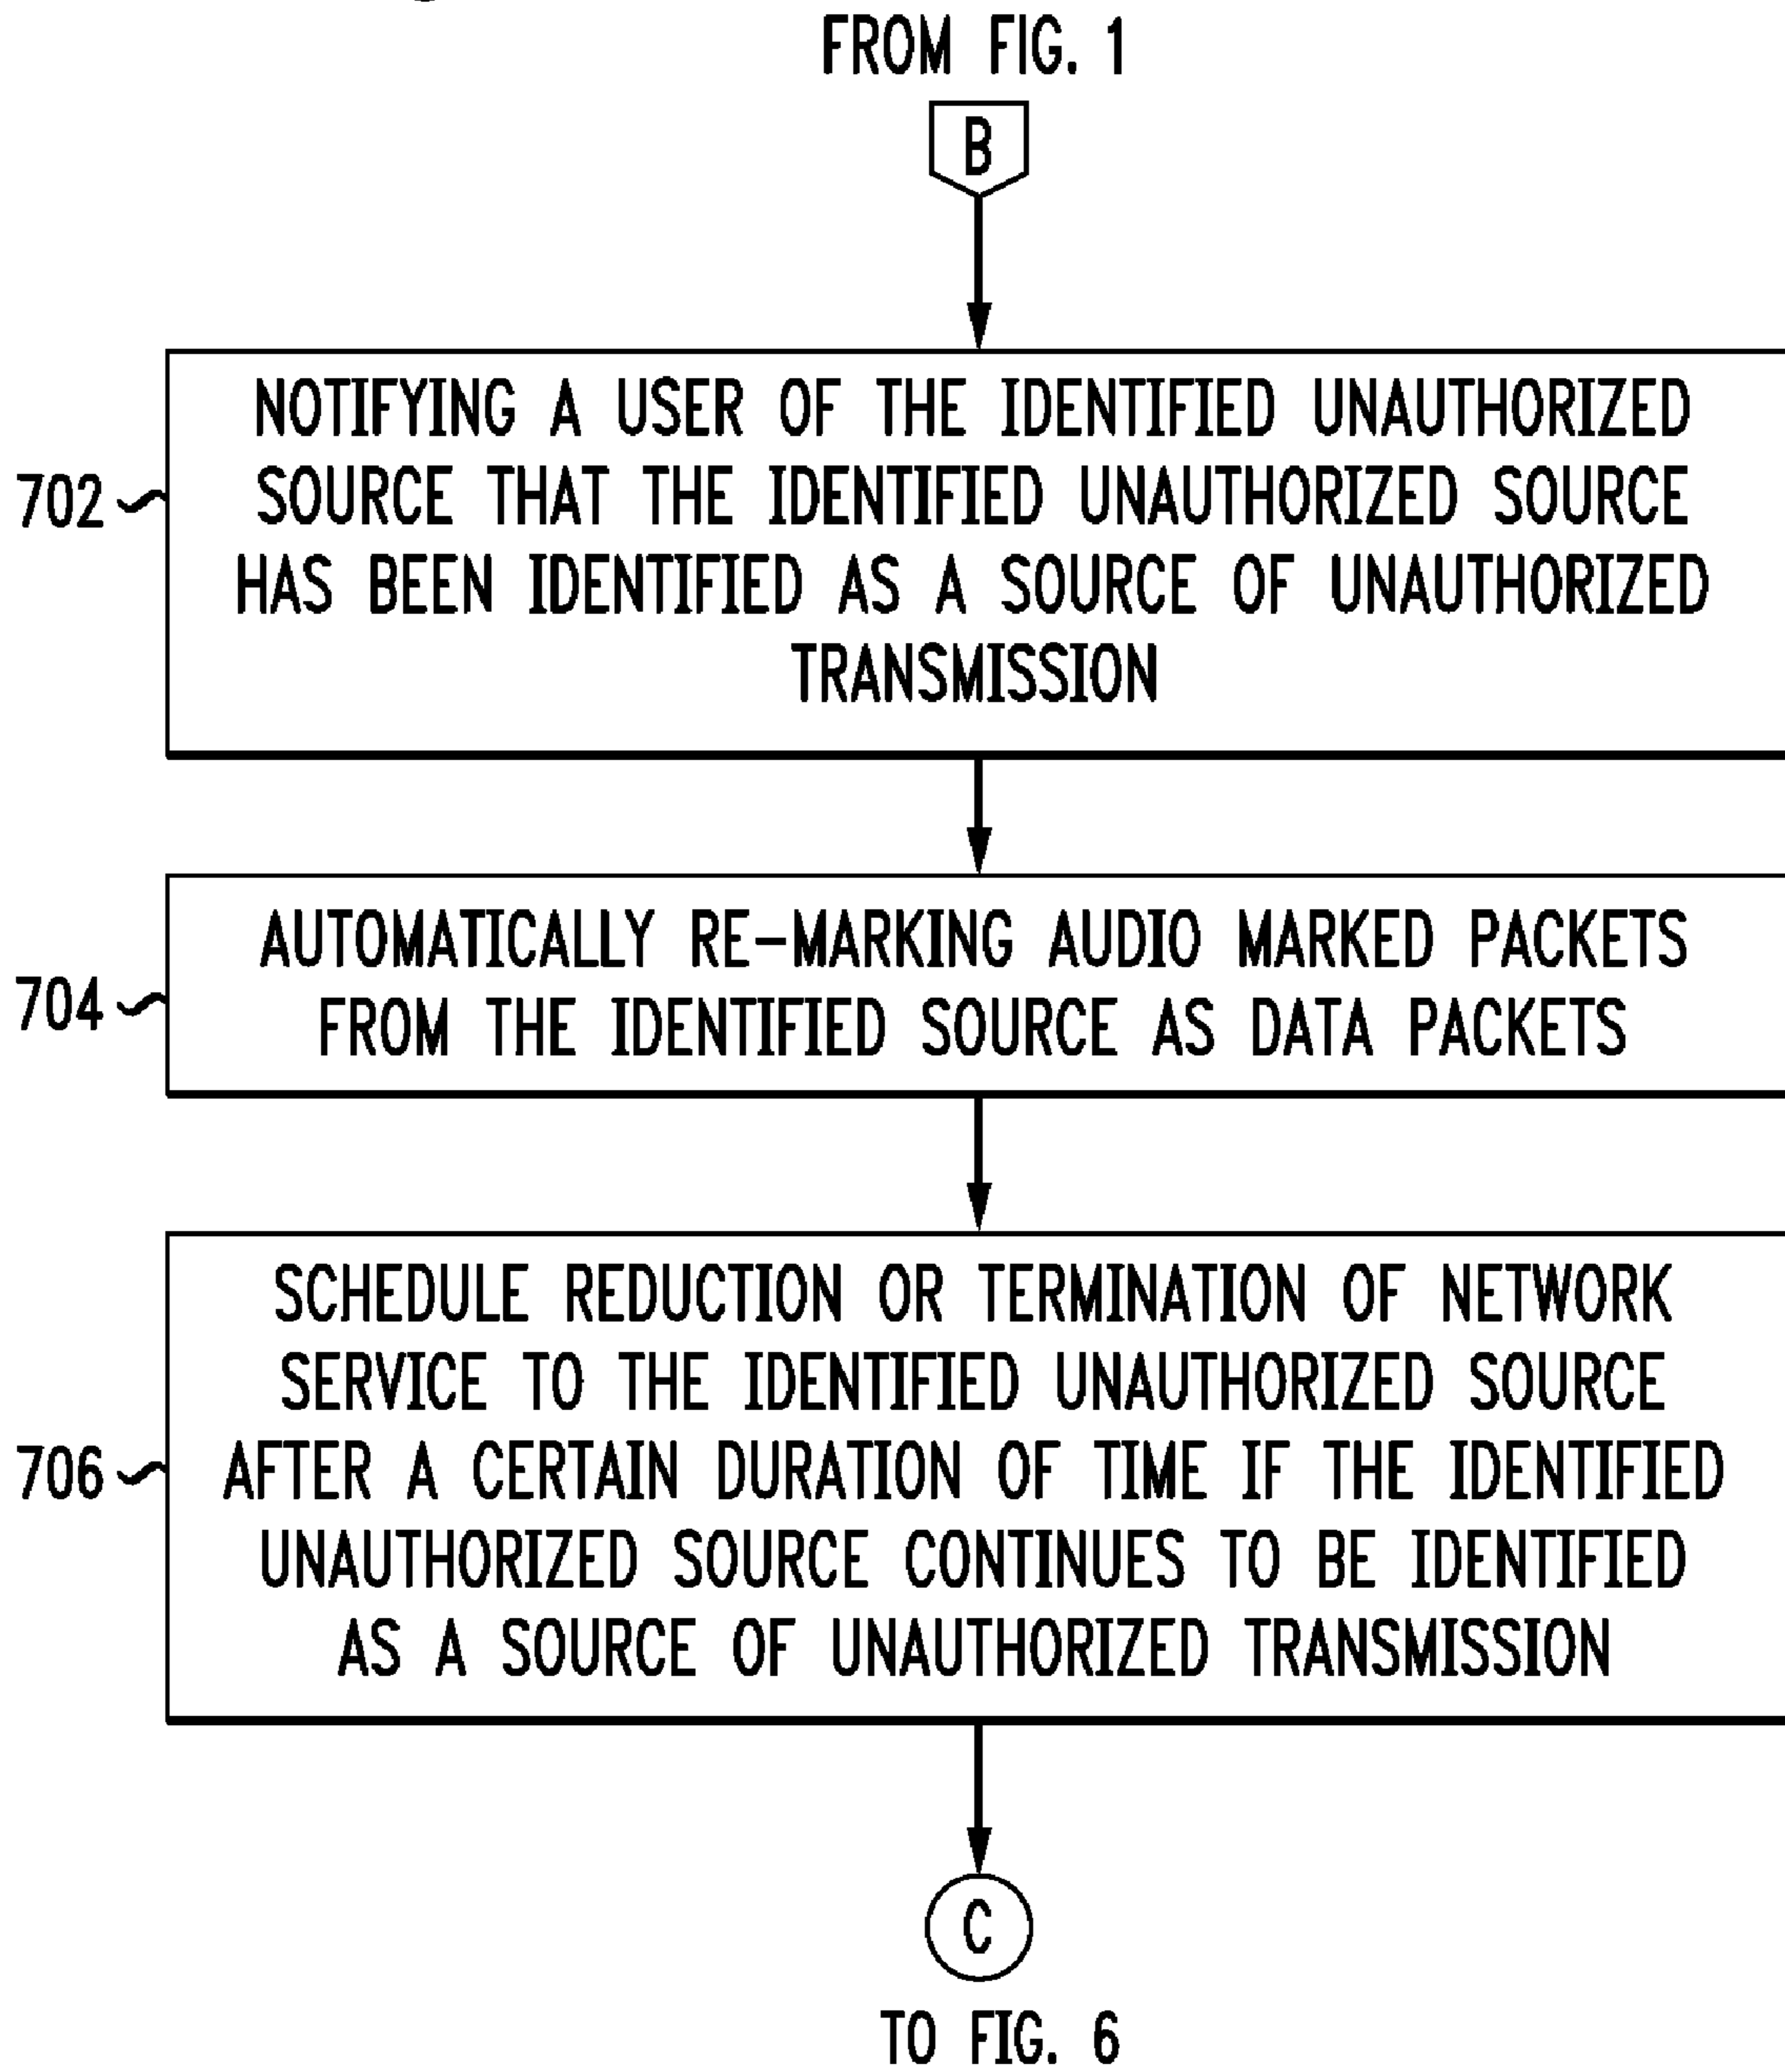 FROM FIG. 1
B
NOTIFYING A USER OF THE IDENTIFIED UNAUTHORIZED
SOURCE THAT THE IDENTIFIED UNAUTHORIZED SOURCE
HAS BEEN IDENTIFIED AS A SOURCE OF UNAUTHORIZED
TRANSMISSION
702
AUTOMATICALLY RE-MARKING AUDIO MARKED PACKETS
FROM THE IDENTIFIED SOURCE AS DATA PACKETS
704
SCHEDULE REDUCTION OR TERMINATION OF NETWORK
SERVICE TO THE IDENTIFIED UNAUTHORIZED SOURCE
AFTER A CERTAIN DURATION OF TIME IF THE IDENTIFIED
UNAUTHORIZED SOURCE CONTINUES TO BE IDENTIFIED
AS A SOURCE OF UNAUTHORIZED TRANSMISSION
706
C
TO FIG. 6